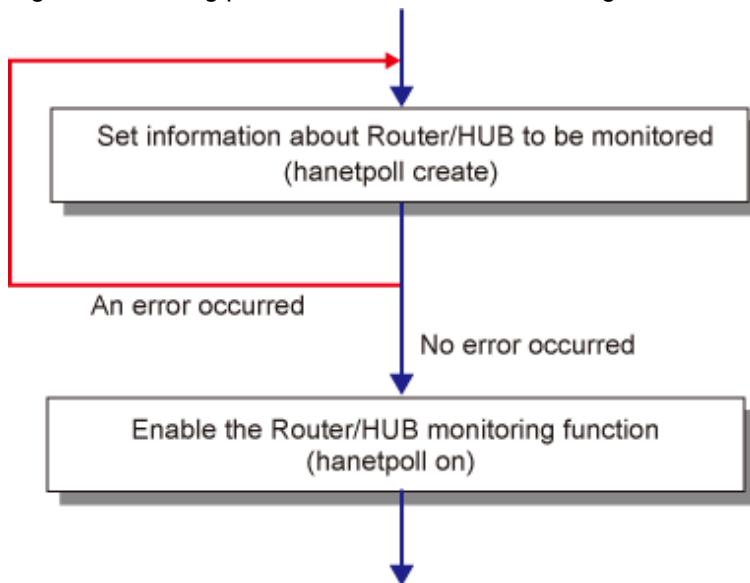 Set information about Router/HUB to be monitored
(hanetpoll create)
An error occurred
No error occurred
Enable the Router/HUB monitoring function
(hanetpoll on)